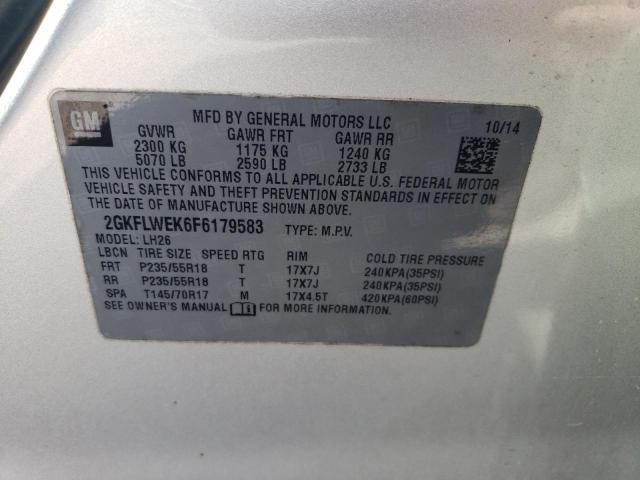 GM
MFD BY GENERAL MOTORS LLC
10/14
GVWR GAWR FRT GAWR RR
2300 KG 1175 KG 1240 KG
5070 LB 2590 LB 2733 LB
THIS VEHICLE CONFORMS TO ALL APPLICABLE U.S. FEDERAL MOTOR
VEHICLE SAFETY AND THEFT PREVENTION STANDARDS IN EFFECT ON
THE DATE OF MANUFACTURE SHOWN ABOVE.
2GKFLWEK6F6179583 TYPE: M.P.V.
MODEL: LH26
LBCN TIRE SIZE SPEED RTG RIM COLD TIRE PRESSURE
FRT P235/55R18 T 17X7J 240KPA(35PSI)
RR P235/55R18 T 17X7J 240KPA(35PSI)
SPA T145/70R17 M 17X4.5T 420KPA(60PSI)
SEE OWNER'S MANUAL FOR MORE INFORMATION.